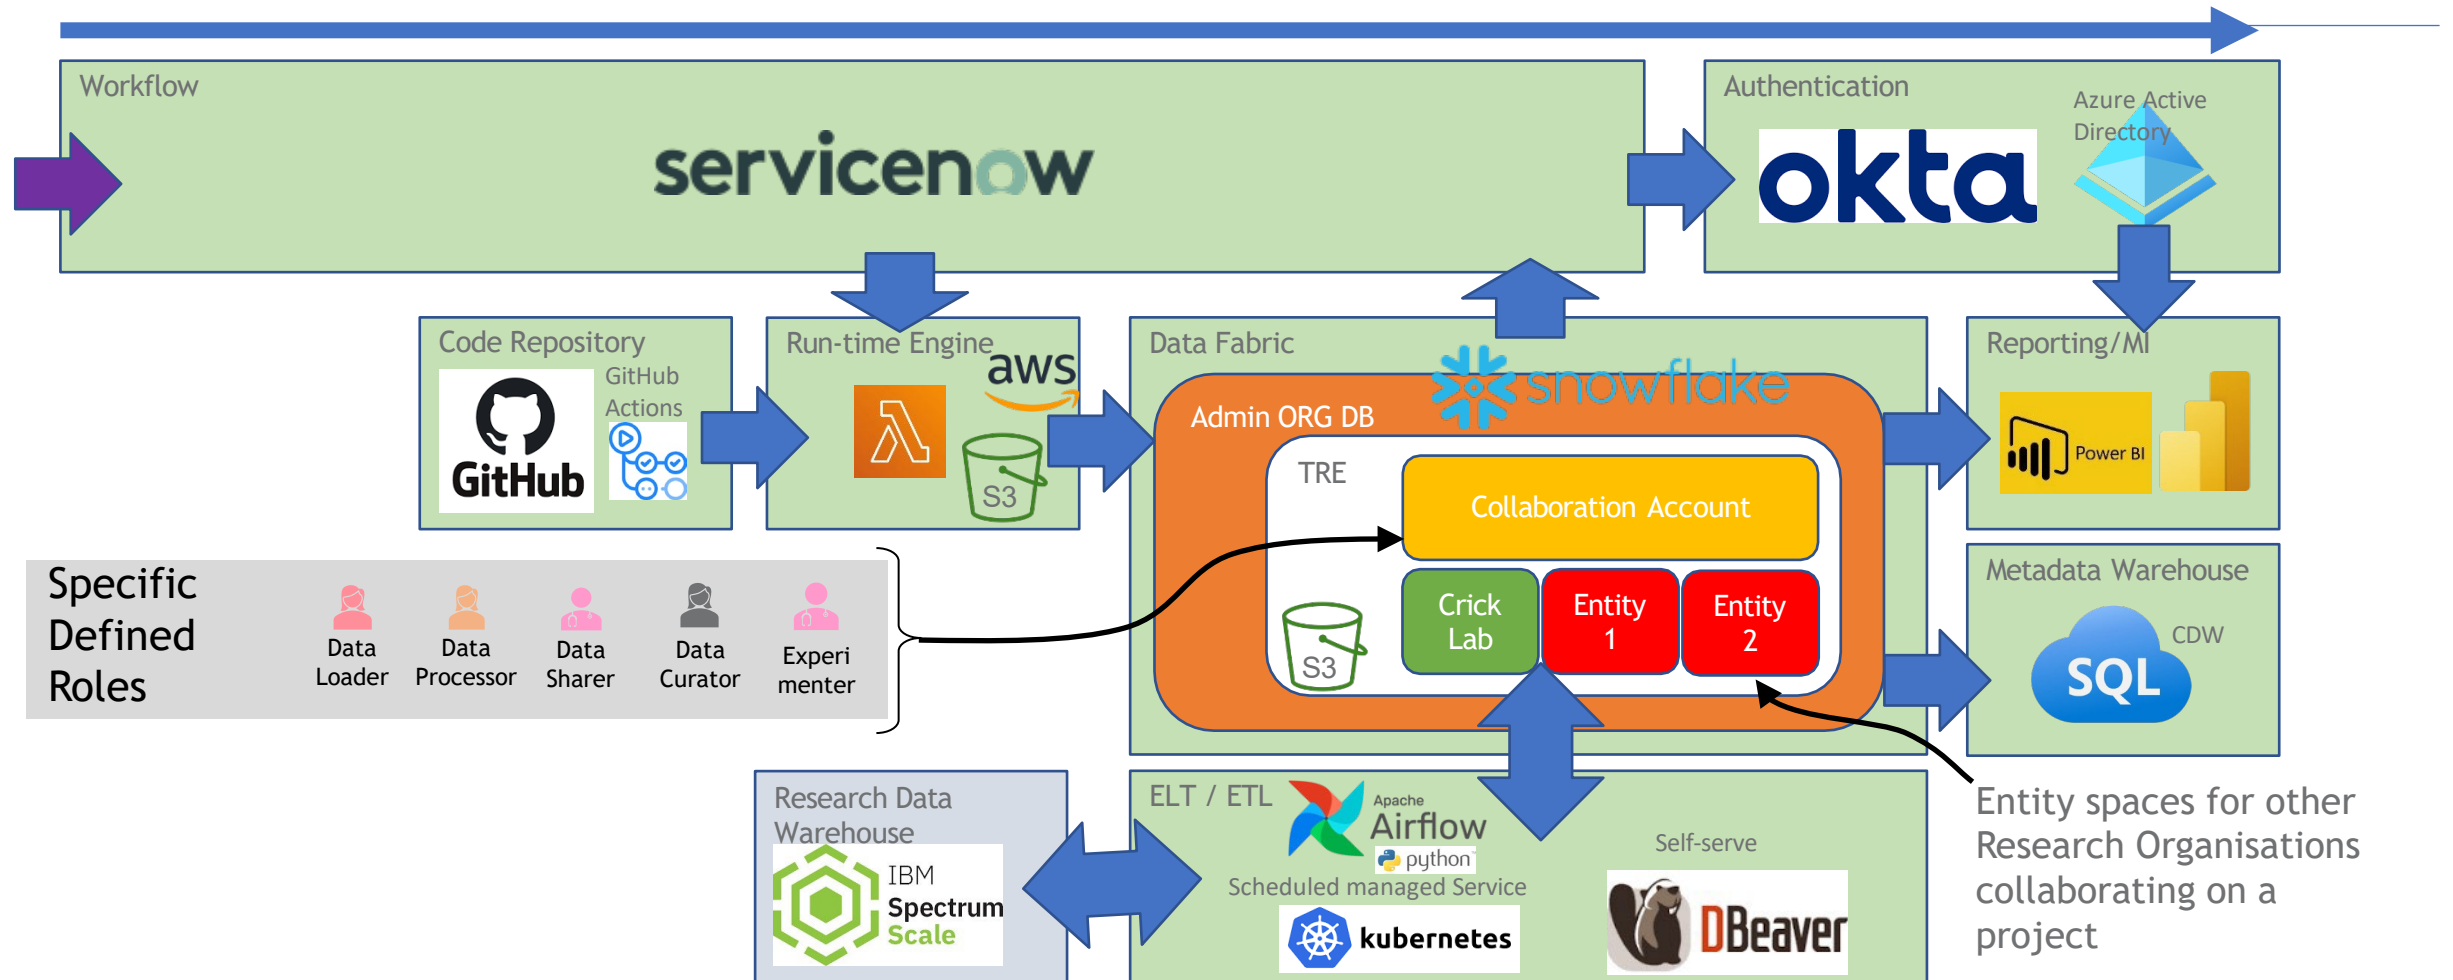 Workflow
servicenow
Authentication
okta
Azure Active
Directory
Code Repository
GitHub
GitHub
Actions
Run-time Engine
aws
S3
Data Fabric
snowflake
Admin ORG DB
TRE
Collaboration Account
Crick
Lab
Entity
1
Entity
2
S3
Reporting/MI
Power BI
Metadata Warehouse
CDW
SQL
Specific
Defined
Roles
Data
Loader
Data
Processor
Data
Sharer
Data
Curator
Experi
menter
Research Data
Warehouse
IBM
Spectrum
Scale
ELT / ETL
Apache
Airflow
python
Scheduled managed Service
kubernetes
Self-serve
DBeaver
Entity spaces for other
Research Organisations
collaborating on a
project